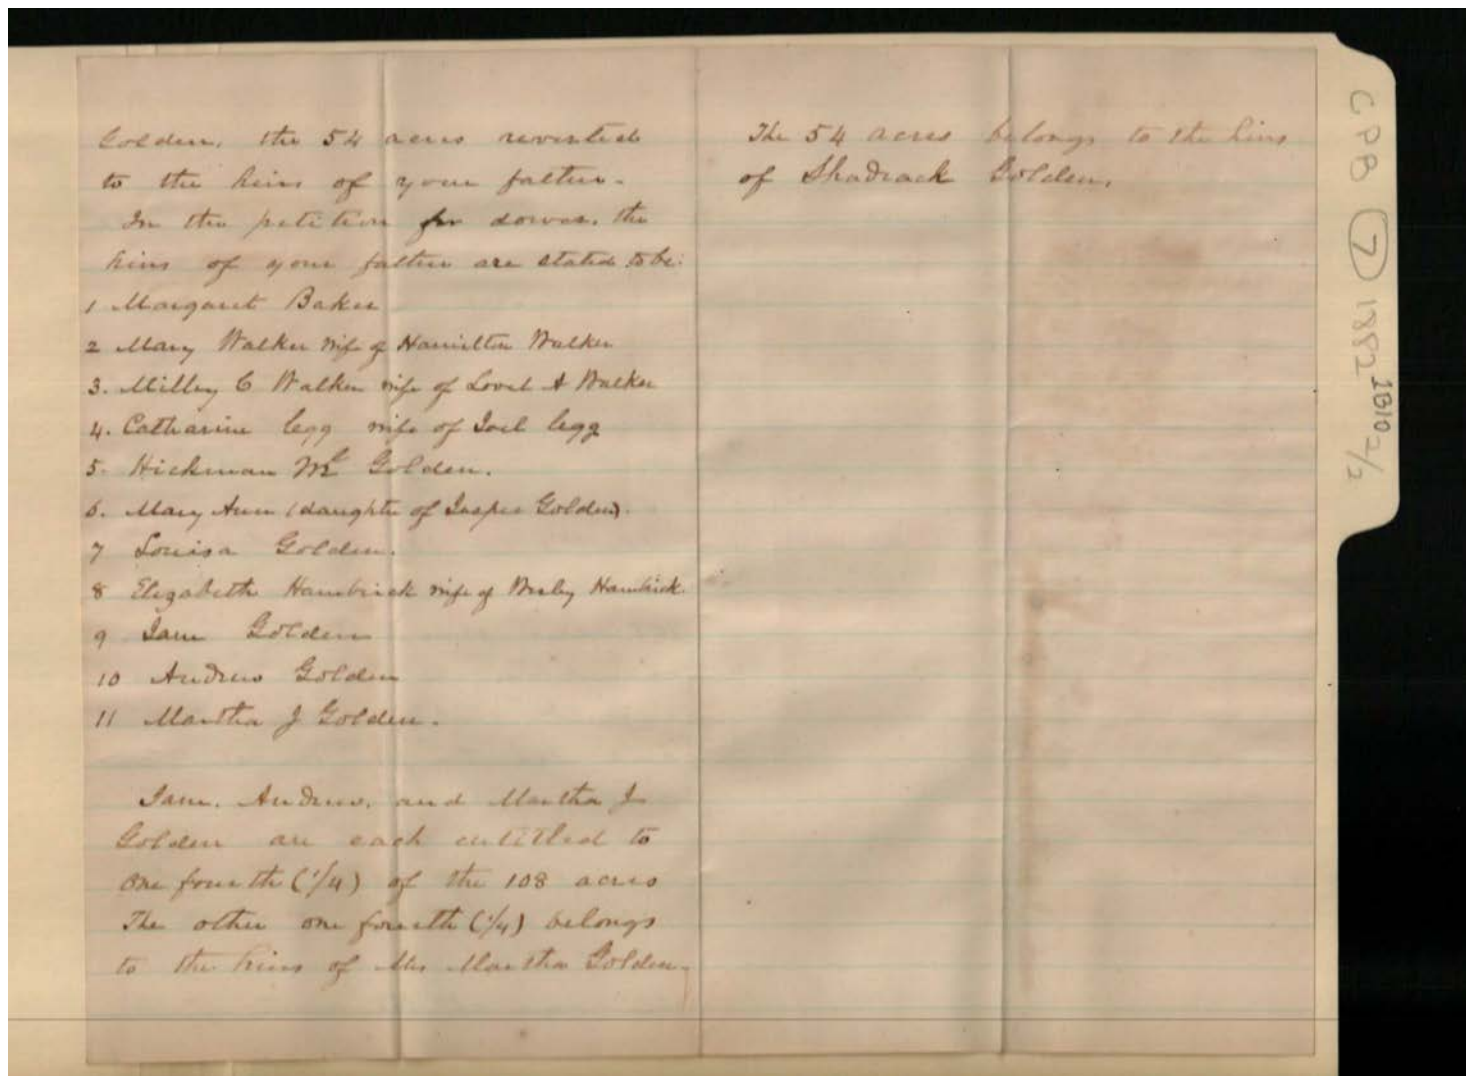 Golden. the 54 acres reverted
to the heirs of your father.
In the petition for dower, the
heirs of your father are stated to be:
1 Margaret Baker
2 Mary Walker wife of Hamilton Walker
3. Milley C Walker wife of Lovel A Walker
4. Catharine Legg wife of Joel Legg
5. Hickman Mc Golden.
6. Mary Ann (daughter of Jasper Golden).
7 Louisa Golden.
8 Elizabeth Hambrick wife of Wesley Hambrick.
9 Jane Golden
10 Andrew Golden
11 Martha J Golden.
Jane, Andrew, and Martha J
Golden are each entitled to
one fourth (1/4) of the 108 acres
The other one fourth (1/4) belongs
to the heirs of Mrs Martha Golden,
The 54 acres belongs to the heirs
of Shadrack Golden.
CPB 7 1882 1810 2/2